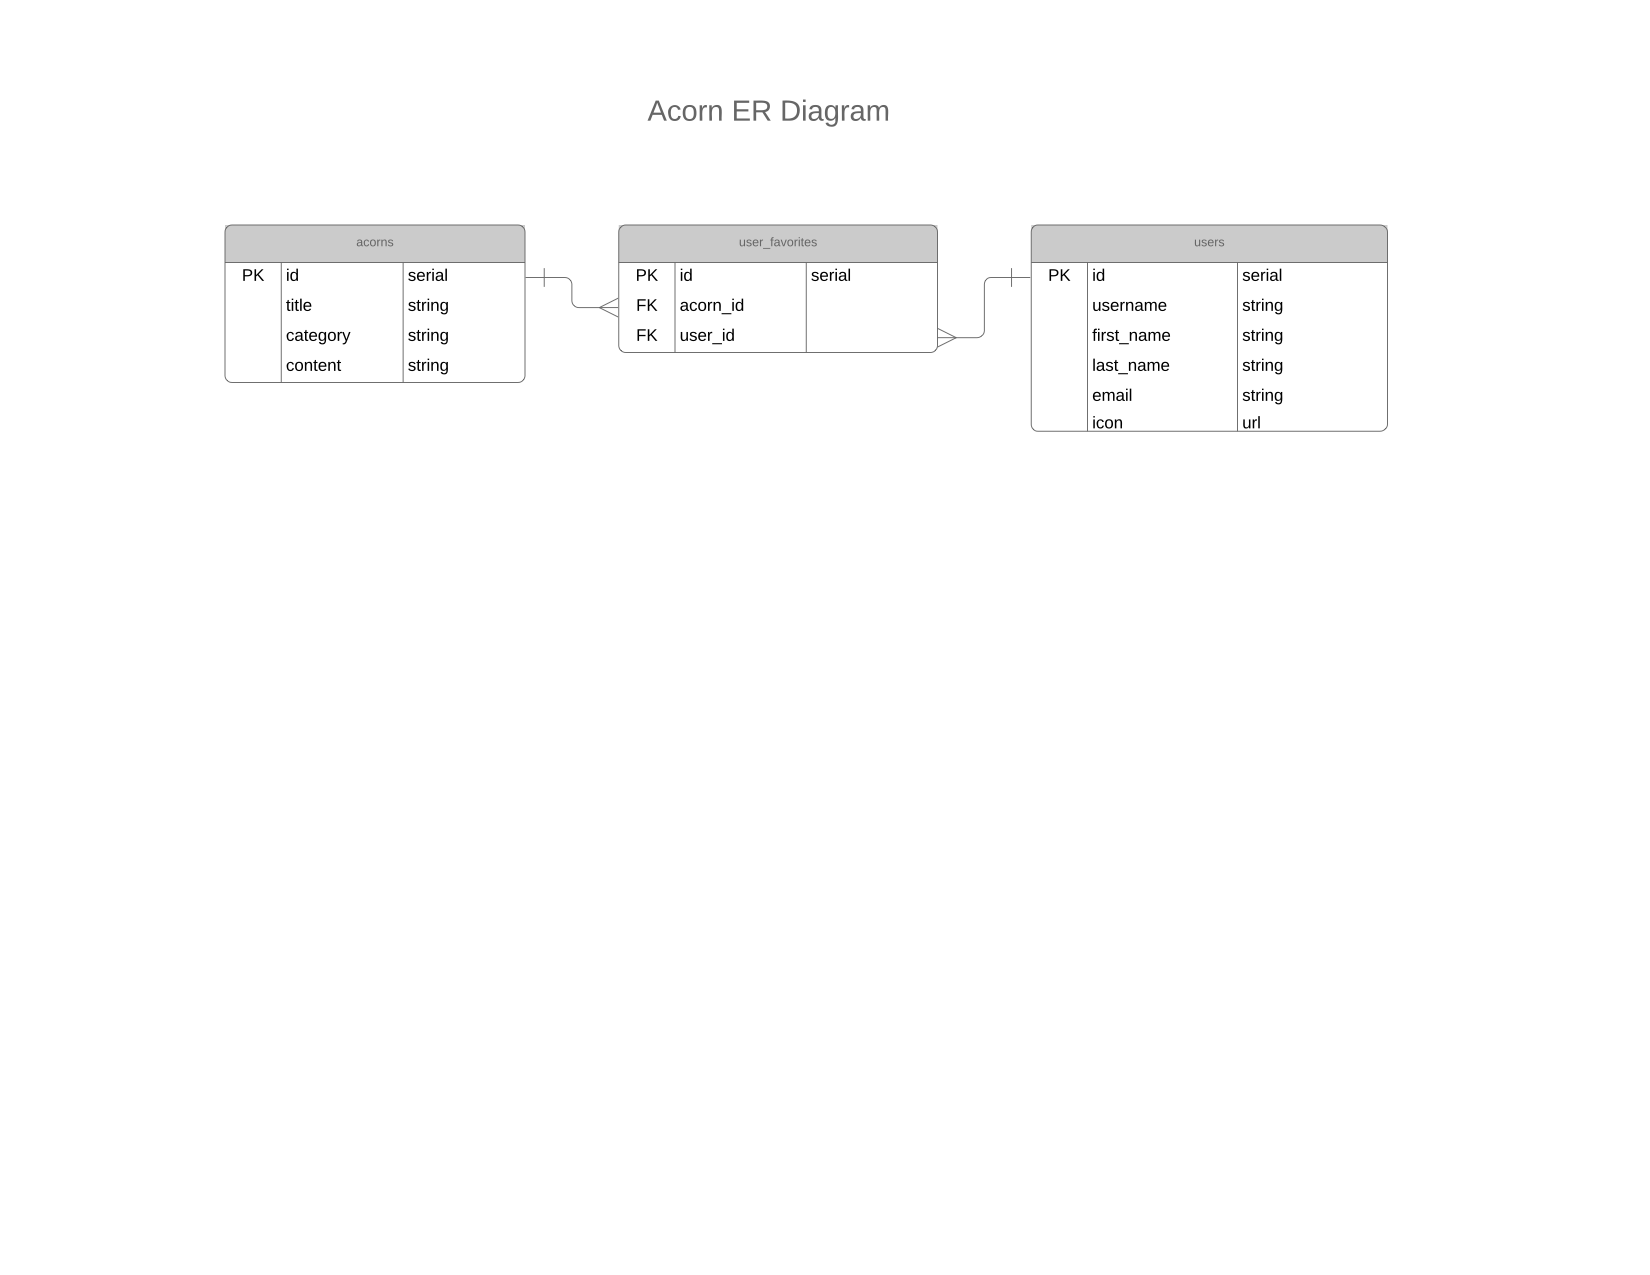 Acorn ER Diagram
acorns
PK id serial
title string
category string
content string
user_favorites
PK id serial
FK acorn_id
FK user_id
users
PK id serial
username string
first_name string
last_name string
email string
icon url